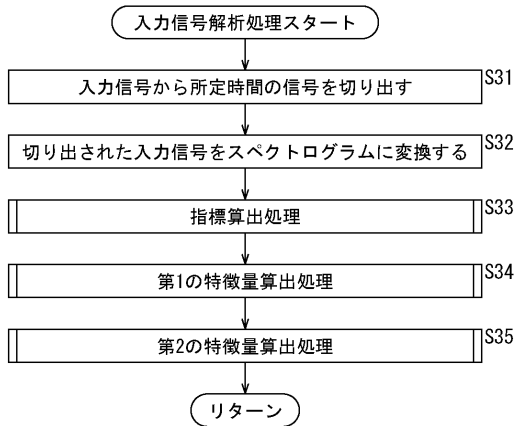 入力信号解析処理スタート
入力信号から所定時間の信号を切り出す
S31
切り出された入力信号をスペクトログラムに変換する
S32
指標算出処理
S33
第1の特徴量算出処理
S34
第2の特徴量算出処理
S35
リターン